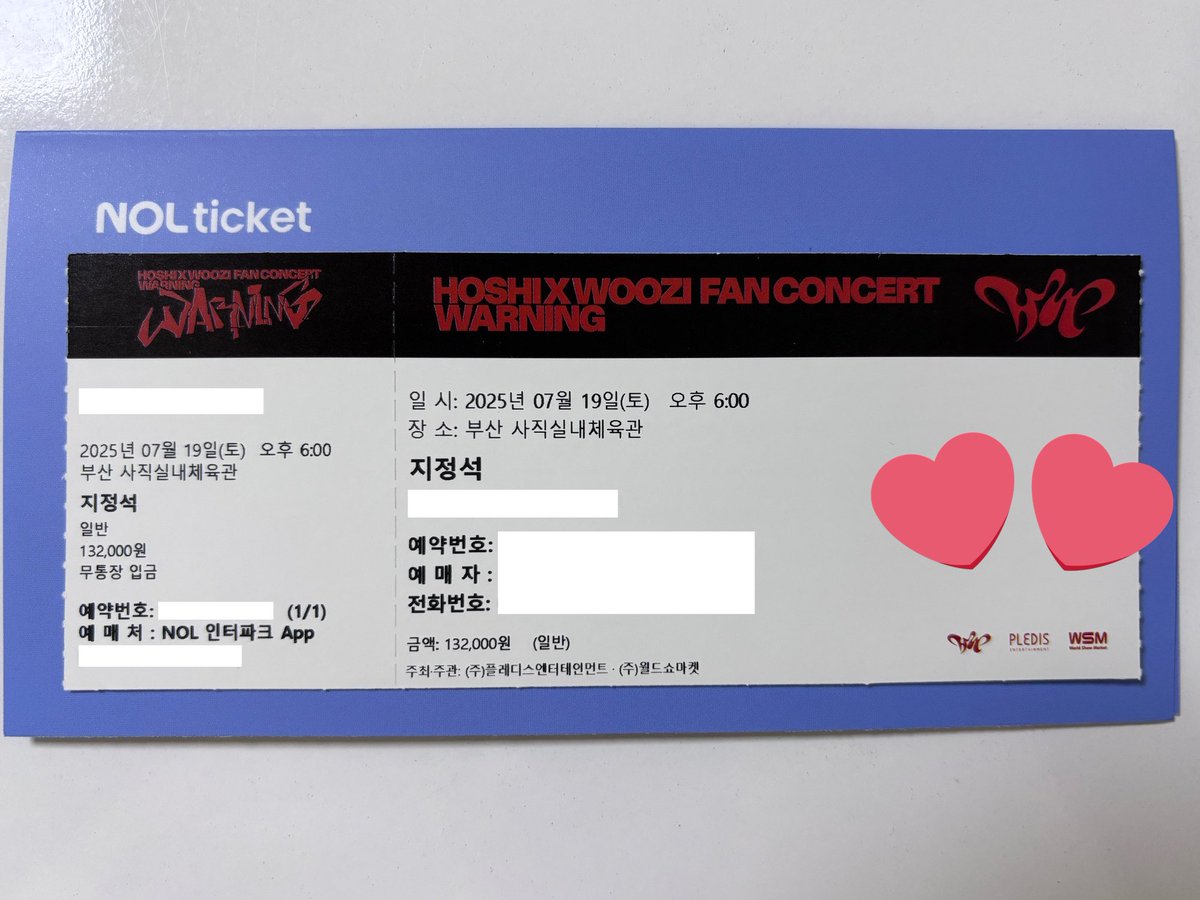 NOL ticket
HOSHI X WOOZI FAN CONCERT
WARNING
WARNING
2025년 07월 19일(토) 오후 6:00
부산 사직실내체육관
지정석
일반
132,000원
무통장 입금
예약번호: (1/1)
예 매 처 : NOL 인터파크 App
HOSHI X WOOZI FAN CONCERT
WARNING
일 시: 2025년 07월 19일(토) 오후 6:00
장 소: 부산 사직실내체육관
지정석
예약번호:
예 매 자 :
전화번호:
금액: 132,000원 (일반)
주최·주관: (주)플레디스엔터테인먼트 · (주)월드쇼마켓
PLEDIS
ENTERTAINMENT
WSM
World Show Market